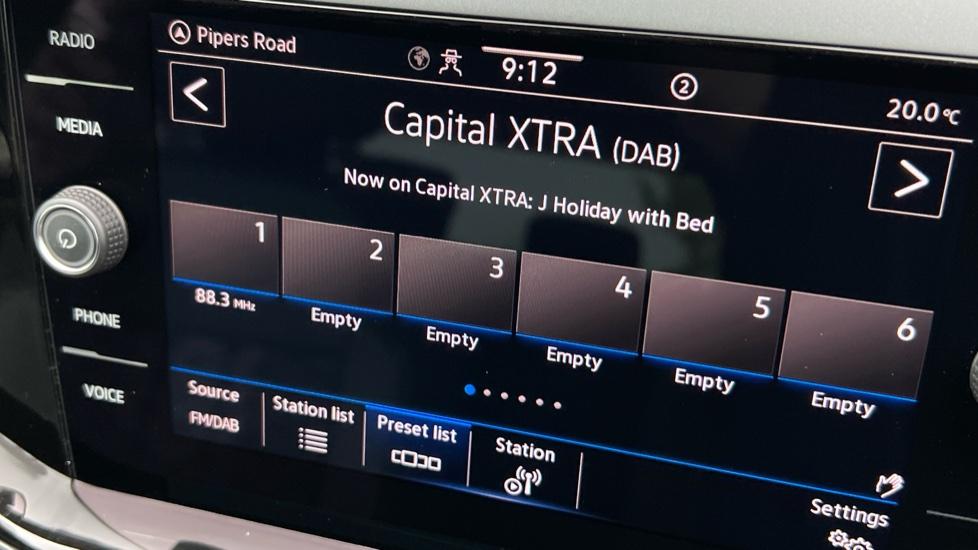 RADIO
MEDIA
PHONE
VOICE
Pipers Road
9:12
2
20.0°C
<
>
Capital XTRA (DAB)
Now on Capital XTRA: J Holiday with Bed
1
88.3 MHz
2
Empty
3
Empty
4
Empty
5
Empty
6
Empty
Source
FM/DAB
Station list
Preset list
Station
Settings